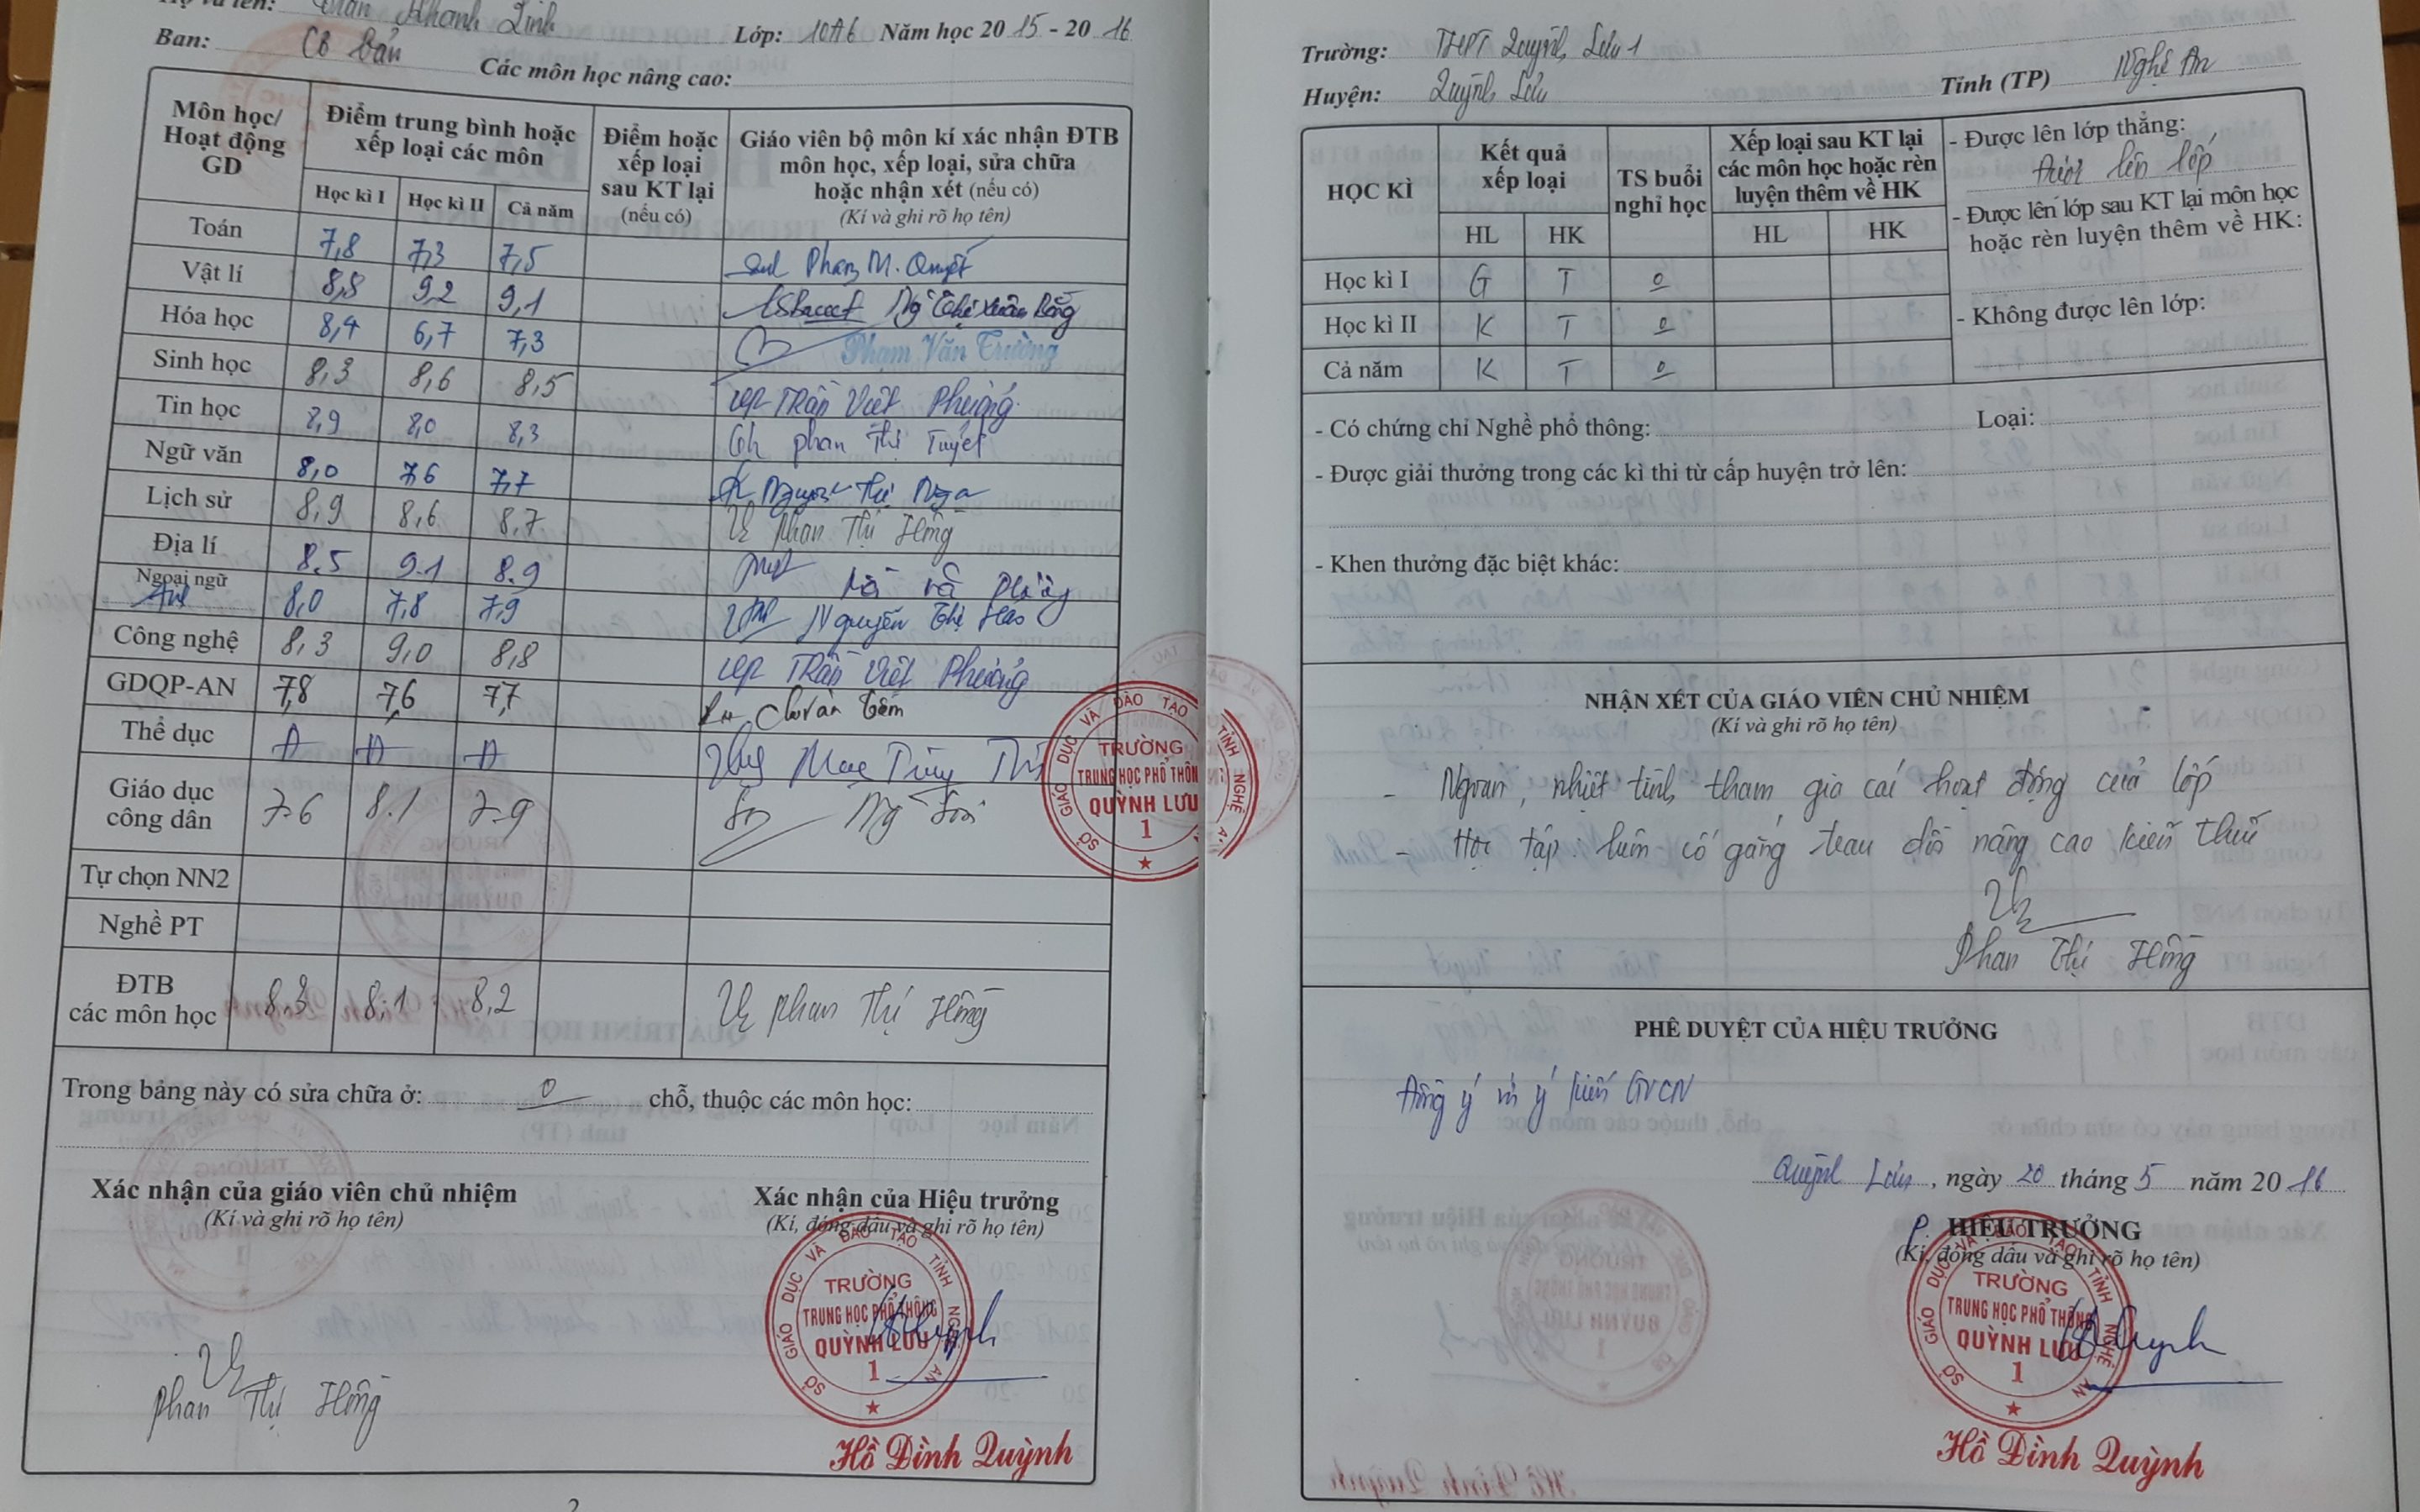 Họ và tên: Trần Khanh Linh
Lớp: 10A6 Năm học 2015 - 2016
Ban: Cơ bản
Các môn học nâng cao:
Môn học/ Hoạt động GD
Điểm trung bình hoặc xếp loại các môn
Học kì I Học kì II Cả năm
Điểm hoặc xếp loại sau KT lại (nếu có)
Giáo viên bộ môn kí xác nhận ĐTB môn học, xếp loại, sửa chữa hoặc nhận xét (nếu có)
(Kí và ghi rõ họ tên)
Toán 7,8 7,3 7,5 Phan M. Quyết
Vật lí 8,8 9,2 9,1
Hóa học 8,4 6,7 7,3 Phạm Văn Trường
Sinh học 8,3 8,6 8,5 Trần Viết Phương
Tin học 8,9 8,0 8,3 Phan Thị Tuyết
Ngữ văn 8,0 7,6 7,7 Nguyễn Thị Nga
Lịch sử 8,9 8,6 8,7 Phan Thị Hồng
Địa lí 8.5 9.1 8.9
Ngoại ngữ Anh 8,0 7,8 7,9 Nguyễn Thị Hảo
Công nghệ 8,3 9,0 8,8 Trần Viết Phương
GDQP-AN 7,8 7,6 7,7
Thể dục Đ Đ Đ
Giáo dục công dân 7.6 8.1 7.9
Tự chọn NN2
Nghề PT
ĐTB các môn học 8,3 8,1 8,2 Phan Thị Hồng
Trong bảng này có sửa chữa ở: 0 chỗ, thuộc các môn học:
Xác nhận của giáo viên chủ nhiệm
(Kí và ghi rõ họ tên)
Phan Thị Hồng
Xác nhận của Hiệu trưởng
(Kí, đóng dấu và ghi rõ họ tên)
SỞ GIÁO DỤC VÀ ĐÀO TẠO TỈNH NGHỆ AN
TRƯỜNG
TRUNG HỌC PHỔ THÔNG
QUỲNH LƯU
1
Hồ Đình Quỳnh
2
Trường: THPT Quỳnh Lưu 1
Huyện: Quỳnh Lưu
Tỉnh (TP) Nghệ An
HỌC KÌ
Kết quả xếp loại
HL HK
TS buổi nghỉ học
Xếp loại sau KT lại các môn học hoặc rèn luyện thêm về HK
HL HK
Học kì I G T 0
Học kì II K T 0
Cả năm K T 0
- Được lên lớp thẳng:
Được lên lớp
- Được lên lớp sau KT lại môn học hoặc rèn luyện thêm về HK:
- Không được lên lớp:
- Có chứng chỉ Nghề phổ thông: Loại:
- Được giải thưởng trong các kì thi từ cấp huyện trở lên:
- Khen thưởng đặc biệt khác:
NHẬN XÉT CỦA GIÁO VIÊN CHỦ NHIỆM
(Kí và ghi rõ họ tên)
- Ngoan, nhiệt tình tham gia các hoạt động của lớp
- Học tập luôn cố gắng trau dồi nâng cao kiến thức
Phan Thị Hồng
PHÊ DUYỆT CỦA HIỆU TRƯỞNG
Đồng ý với ý kiến GVCN
Quỳnh Lưu, ngày 20 tháng 5 năm 2016
P. HIỆU TRƯỞNG
(Kí, đóng dấu và ghi rõ họ tên)
SỞ GIÁO DỤC VÀ ĐÀO TẠO TỈNH NGHỆ AN
TRƯỜNG
TRUNG HỌC PHỔ THÔNG
QUỲNH LƯU
1
Hồ Đình Quỳnh